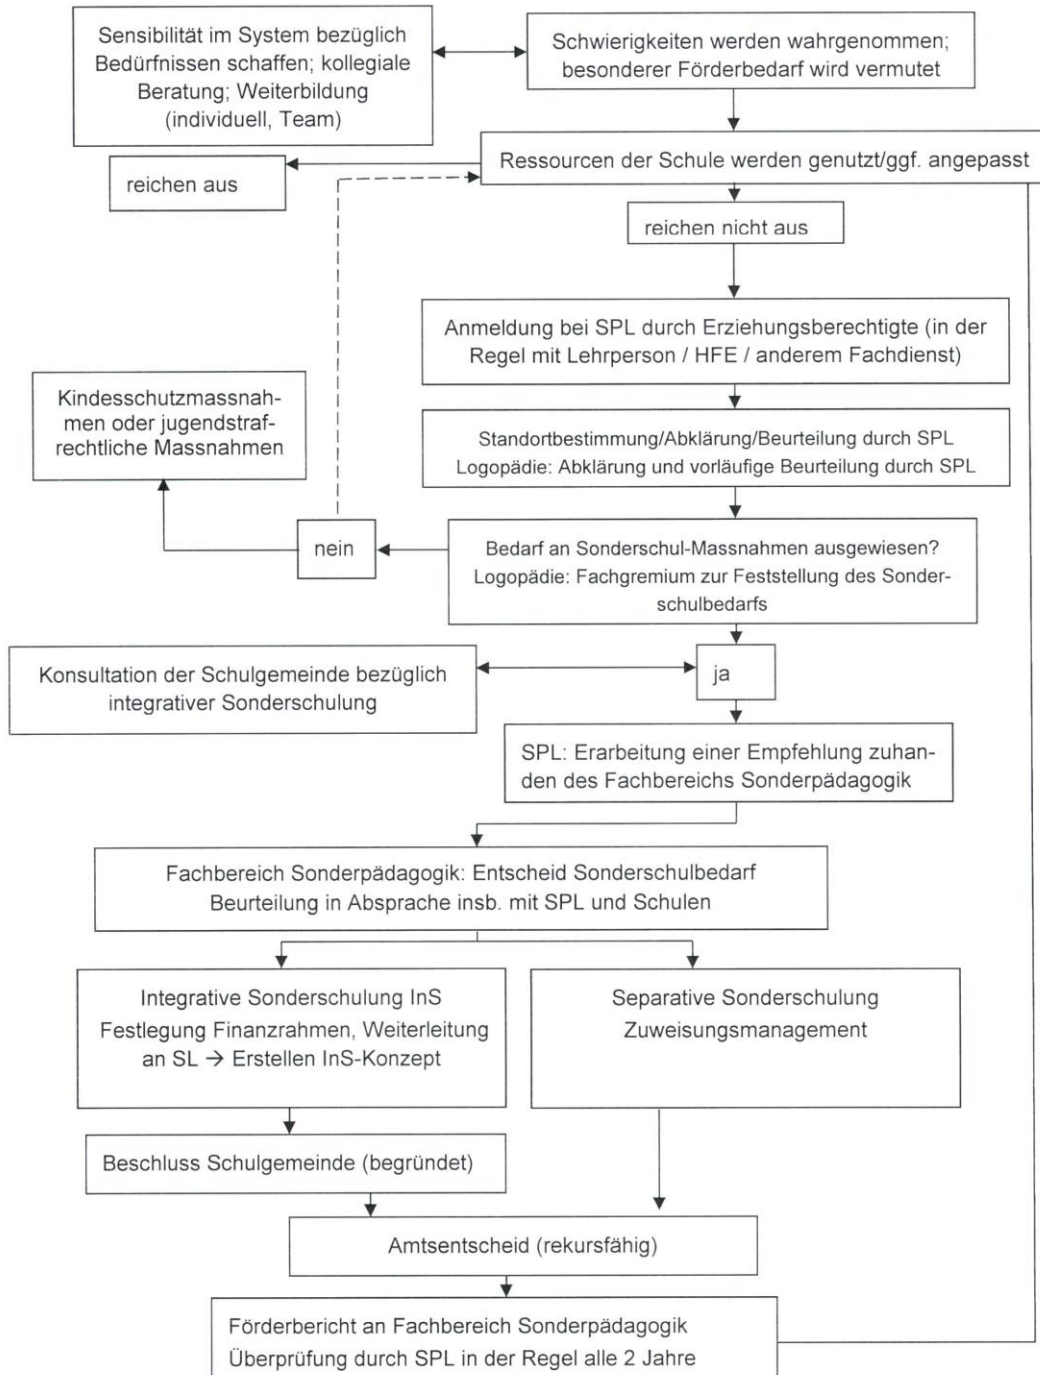 Sensibilität im System bezüglich
Bedürfnissen schaffen; kollegiale
Beratung; Weiterbildung
(individuell, Team)
Schwierigkeiten werden wahrgenommen;
besonderer Förderbedarf wird vermutet
Ressourcen der Schule werden genutzt/ggf. angepasst
reichen aus
reichen nicht aus
Anmeldung bei SPL durch Erziehungsberechtigte (in der
Regel mit Lehrperson / HFE / anderem Fachdienst)
Kindesschutzmassnah-
men oder jugendstraf-
rechtliche Massnahmen
Standortbestimmung/Abklärung/Beurteilung durch SPL
Logopädie: Abklärung und vorläufige Beurteilung durch SPL
nein
Bedarf an Sonderschul-Massnahmen ausgewiesen?
Logopädie: Fachgremium zur Feststellung des Sonder-
schulbedarfs
Konsultation der Schulgemeinde bezüglich
integrativer Sonderschulung
ja
SPL: Erarbeitung einer Empfehlung zuhan-
den des Fachbereichs Sonderpädagogik
Fachbereich Sonderpädagogik: Entscheid Sonderschulbedarf
Beurteilung in Absprache insb. mit SPL und Schulen
Integrative Sonderschulung InS
Festlegung Finanzrahmen, Weiterleitung
an SL → Erstellen InS-Konzept
Separative Sonderschulung
Zuweisungsmanagement
Beschluss Schulgemeinde (begründet)
Amtsentscheid (rekursfähig)
Förderbericht an Fachbereich Sonderpädagogik
Überprüfung durch SPL in der Regel alle 2 Jahre